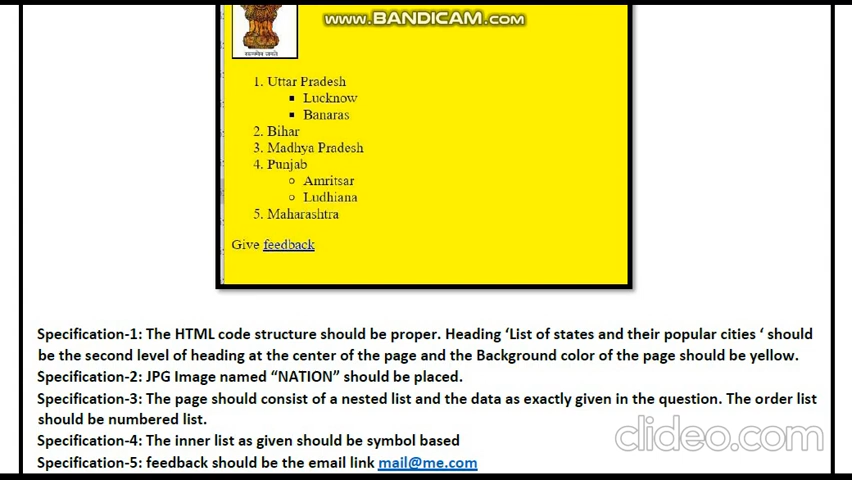 www.BANDICAM.com
सत्यमेव जयते
1. Uttar Pradesh
▪ Lucknow
▪ Banaras
2. Bihar
3. Madhya Pradesh
4. Punjab
○ Amritsar
○ Ludhiana
5. Maharashtra
Give feedback
Specification-1: The HTML code structure should be proper. Heading ‘List of states and their popular cities ‘ should
be the second level of heading at the center of the page and the Background color of the page should be yellow.
Specification-2: JPG Image named “NATION” should be placed.
Specification-3: The page should consist of a nested list and the data as exactly given in the question. The order list
should be numbered list.
Specification-4: The inner list as given should be symbol based
clideo.com
Specification-5: feedback should be the email link mail@me.com